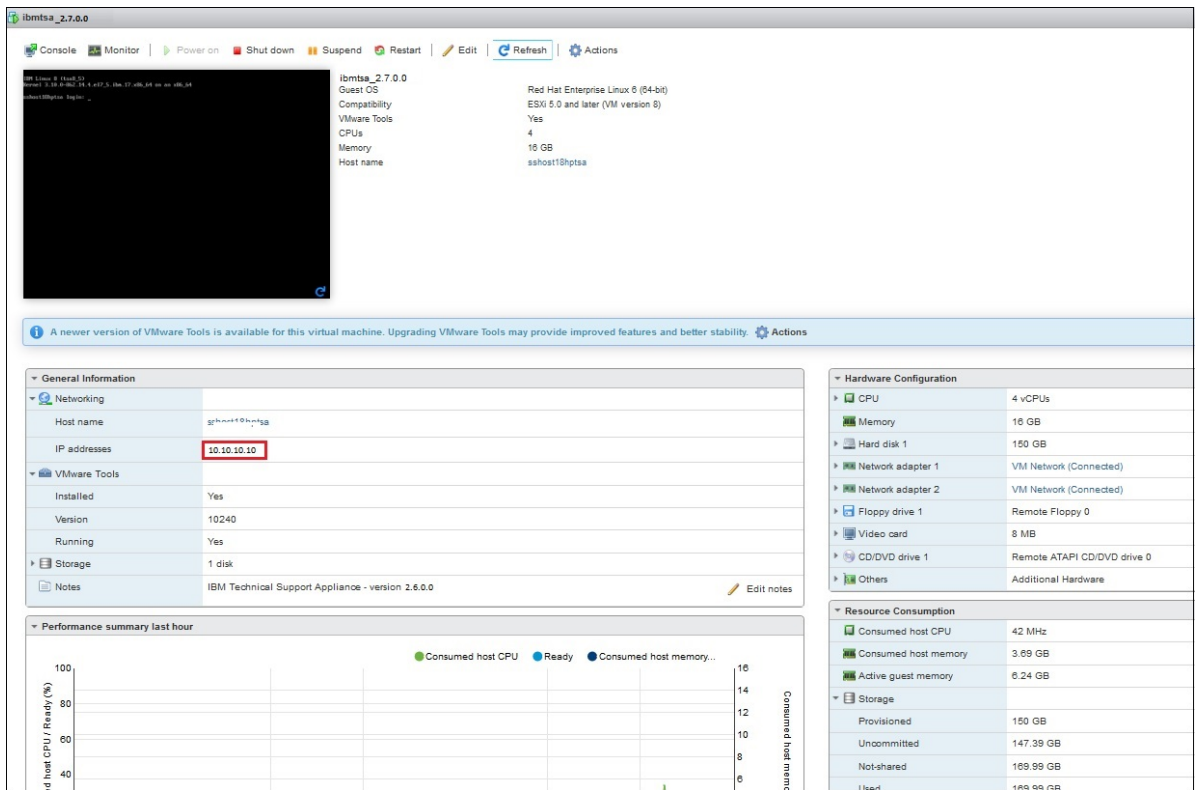 ibmtsa_2.7.0.0
Console Monitor Power on Shut down Suspend Restart Edit Refresh Actions
ibmtsa_2.7.0.0
Guest OS Red Hat Enterprise Linux 6 (64-bit)
Compatibility ESXi 5.0 and later (VM version 8)
VMware Tools Yes
CPUs 4
Memory 16 GB
Host name sshost18hptsa
A newer version of VMware Tools is available for this virtual machine. Upgrading VMware Tools may provide improved features and better stability. Actions
General Information
Networking
Host name
IP addresses 10.10.10.10
VMware Tools
Installed Yes
Version 10240
Running Yes
Storage 1 disk
Notes IBM Technical Support Appliance - version 2.6.0.0 Edit notes
Performance summary last hour
Consumed host CPU Ready Consumed host memory...
100
80
60
40
host CPU / Ready (%)
16
14
12
10
8
6
Consumed host
Hardware Configuration
CPU 4 vCPUs
Memory 16 GB
Hard disk 1 150 GB
Network adapter 1 VM Network (Connected)
Network adapter 2 VM Network (Connected)
Floppy drive 1 Remote Floppy 0
Video card 8 MB
CD/DVD drive 1 Remote ATAPI CD/DVD drive 0
Others Additional Hardware
Resource Consumption
Consumed host CPU 42 MHz
Consumed host memory 3.69 GB
Active guest memory 6.24 GB
Storage
Provisioned 150 GB
Uncommitted 147.39 GB
Not-shared 169.99 GB
Used 169.99 GB